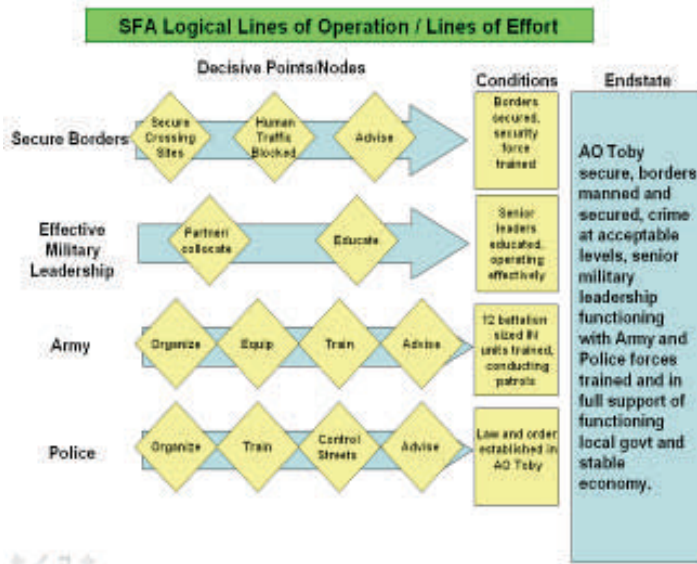 SFA Logical Lines of Operation / Lines of Effort
Decisive Points/Nodes
Conditions
Endstate
Secure Borders
Secure
Crossing
Sites
Human
Traffic
Blocked
Advise
Borders
secured,
security
force
trained
Effective
Military
Leadership
Partner/
collocate
Educate
Senior
leaders
educated,
operating
effectively
Army
Organize
Equip
Train
Advise
12 battalion
sized IN
units trained,
conducting
patrols
Police
Organize
Train
Control
Streets
Advise
Law and order
established in
AO Toby
AO Toby
secure, borders
manned and
secured, crime
at acceptable
levels, senior
military
leadership
functioning
with Army and
Police forces
trained and in
full support of
functioning
local govt and
stable
economy.